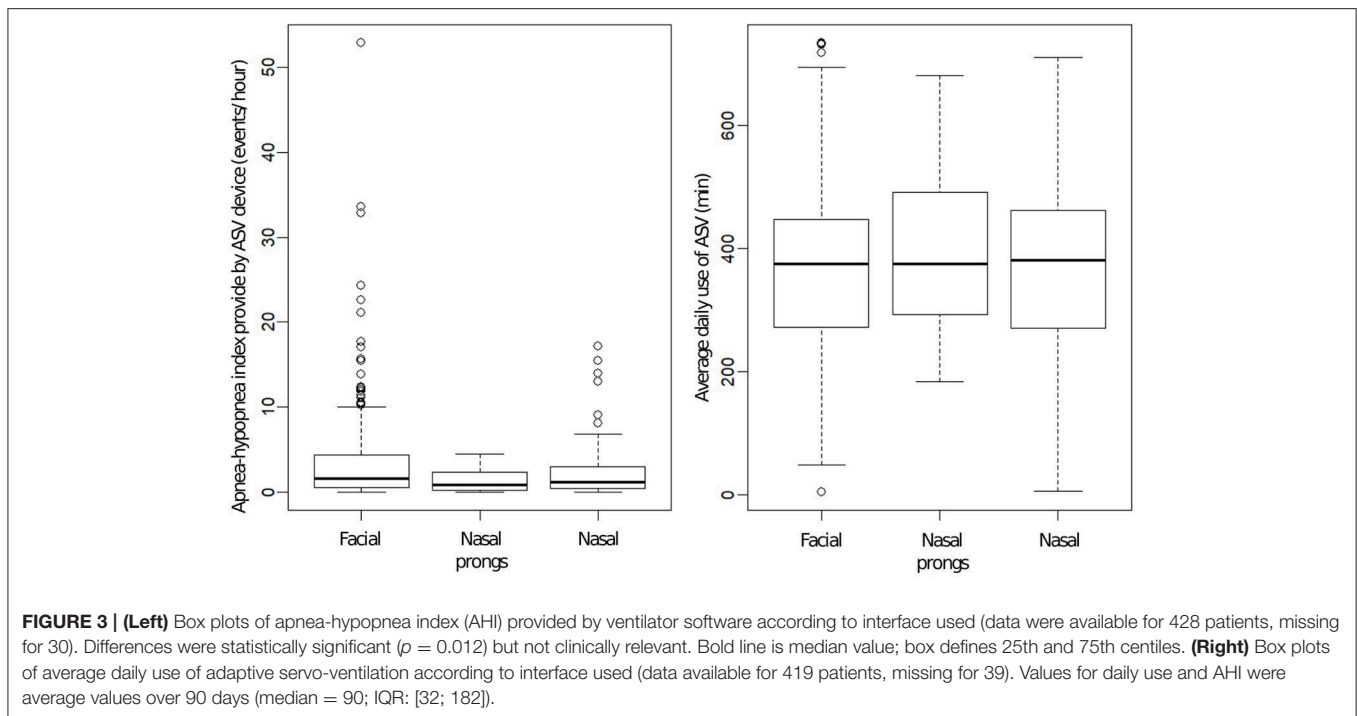 Apnea-hypopnea index provide by ASV device (events/hour)
50
40
30
20
10
0
Facial
Nasal
prongs
Nasal
Average daily use of ASV (min)
600
400
200
0
Facial
Nasal
prongs
Nasal
FIGURE 3 | (Left) Box plots of apnea-hypopnea index (AHI) provided by ventilator software according to interface used (data were available for 428 patients, missing
for 30). Differences were statistically significant (p = 0.012) but not clinically relevant. Bold line is median value; box defines 25th and 75th centiles. (Right) Box plots
of average daily use of adaptive servo-ventilation according to interface used (data available for 419 patients, missing for 39). Values for daily use and AHI were
average values over 90 days (median = 90; IQR: [32; 182]).